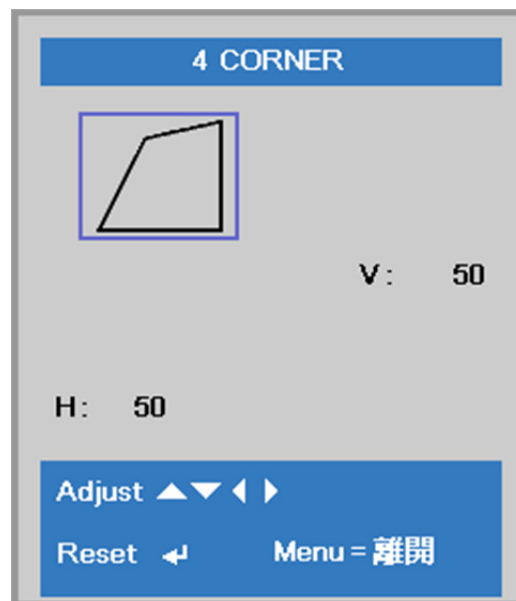 4 CORNER
V: 50
H: 50
Adjust ▲▼◀▶
Reset ↵ Menu = 離開